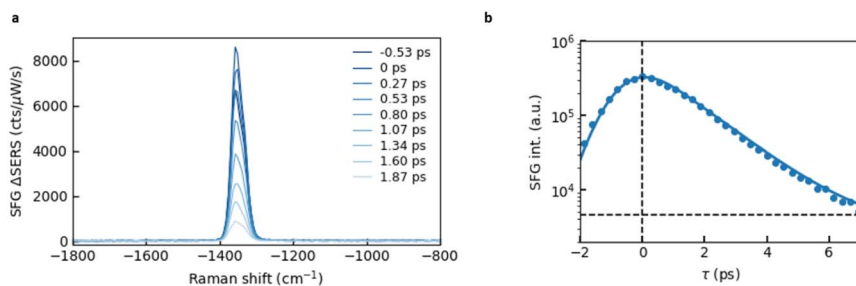 a
SFG ΔSERS (cts/μW/s)
8000
6000
4000
2000
0
−1800
−1600
−1400
−1200
−1000
−800
Raman shift (cm⁻¹)
-0.53 ps
0 ps
0.27 ps
0.53 ps
0.80 ps
1.07 ps
1.34 ps
1.60 ps
1.87 ps
b
SFG int. (a.u.)
10⁶
10⁵
10⁴
−2
0
2
4
6
τ (ps)